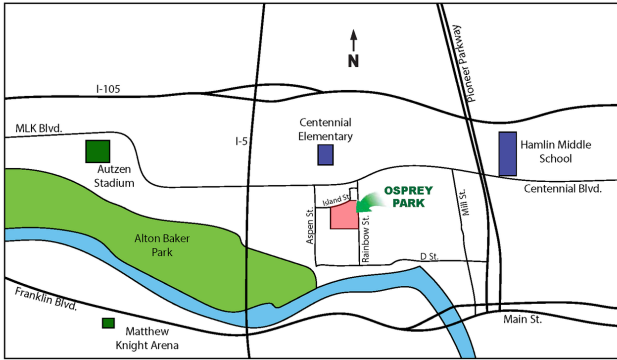 N
Pioneer Parkway
I-105
MLK Blvd.
I-5
Centennial
Elementary
Hamlin Middle
School
Autzen
Stadium
Centennial Blvd.
Island St.
OSPREY
PARK
Mill St.
Aspen St.
Rainbow St.
Alton Baker
Park
D St.
Franklin Blvd.
Main St.
Matthew
Knight Arena